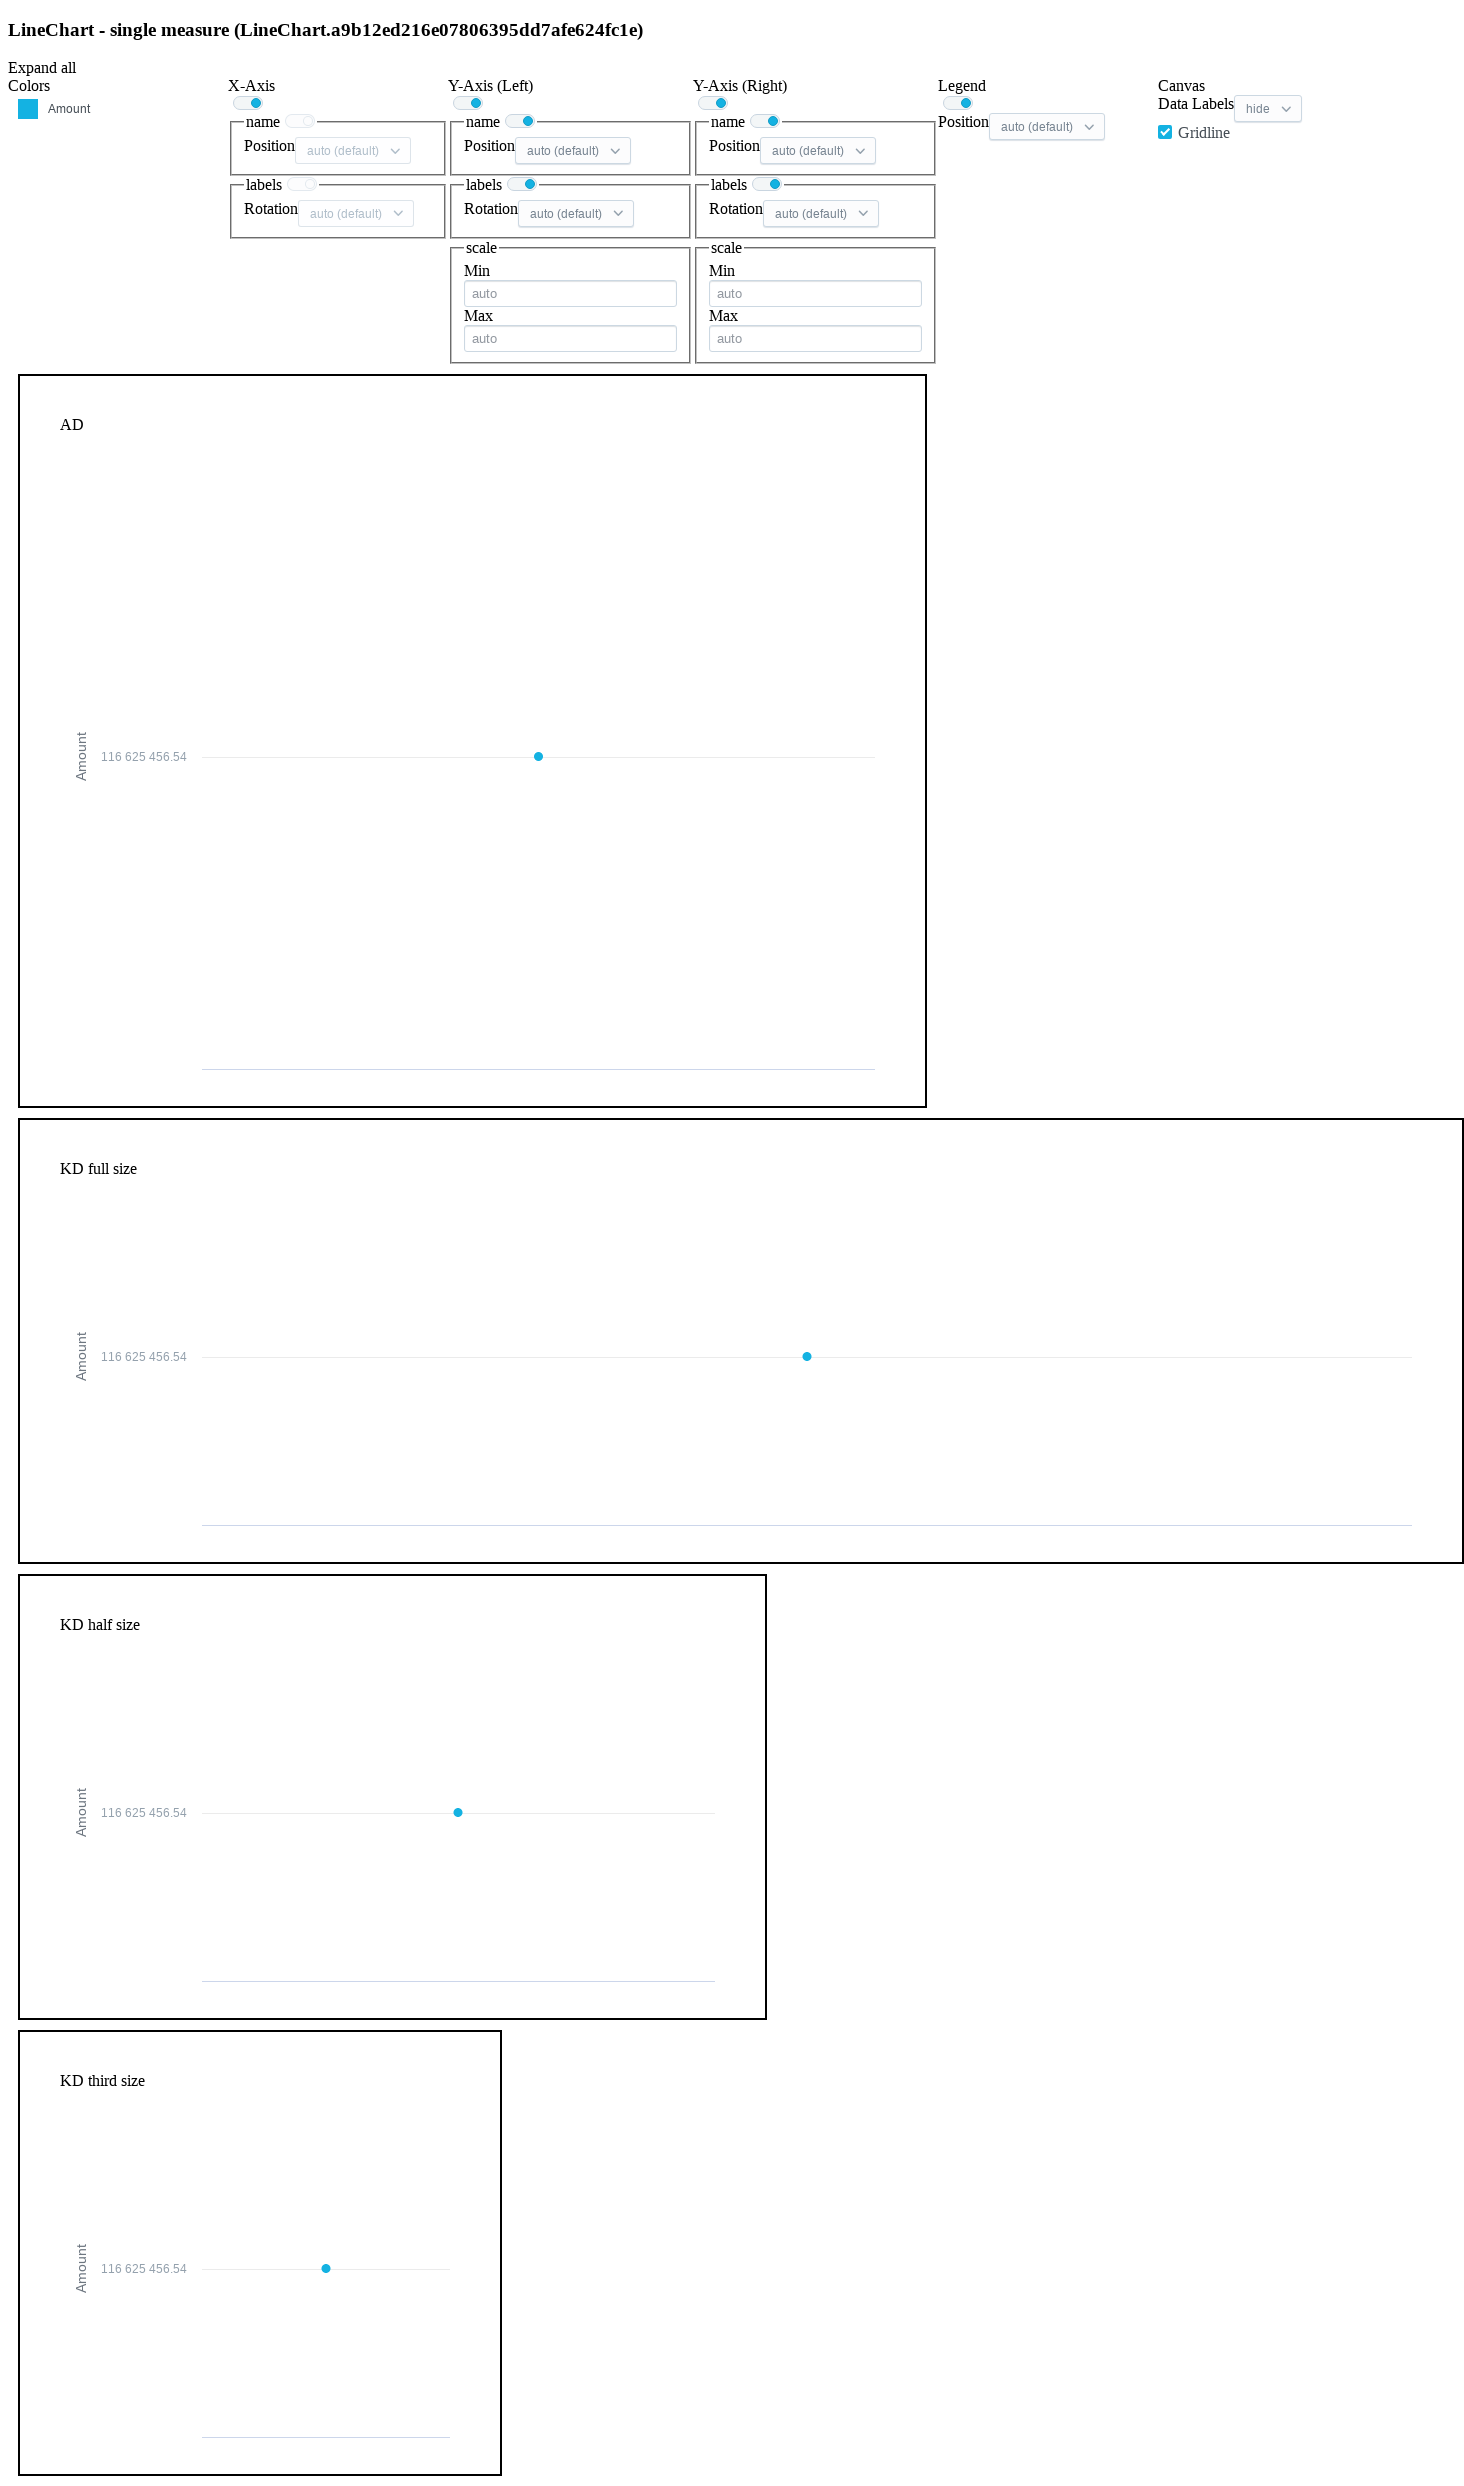 LineChart - single measure (LineChart.a9b12ed216e07806395dd7afe624fc1e)
Expand all
Colors
Amount
X-Axis
name
Position auto (default)
labels
Rotation auto (default)
Y-Axis (Left)
name
Position auto (default)
labels
Rotation auto (default)
scale
Min
auto
Max
auto
Y-Axis (Right)
name
Position auto (default)
labels
Rotation auto (default)
scale
Min
auto
Max
auto
Legend
Position auto (default)
Canvas
Data Labels hide
Gridline
AD
Amount
116 625 456.54
KD full size
Amount
116 625 456.54
KD half size
Amount
116 625 456.54
KD third size
Amount
116 625 456.54